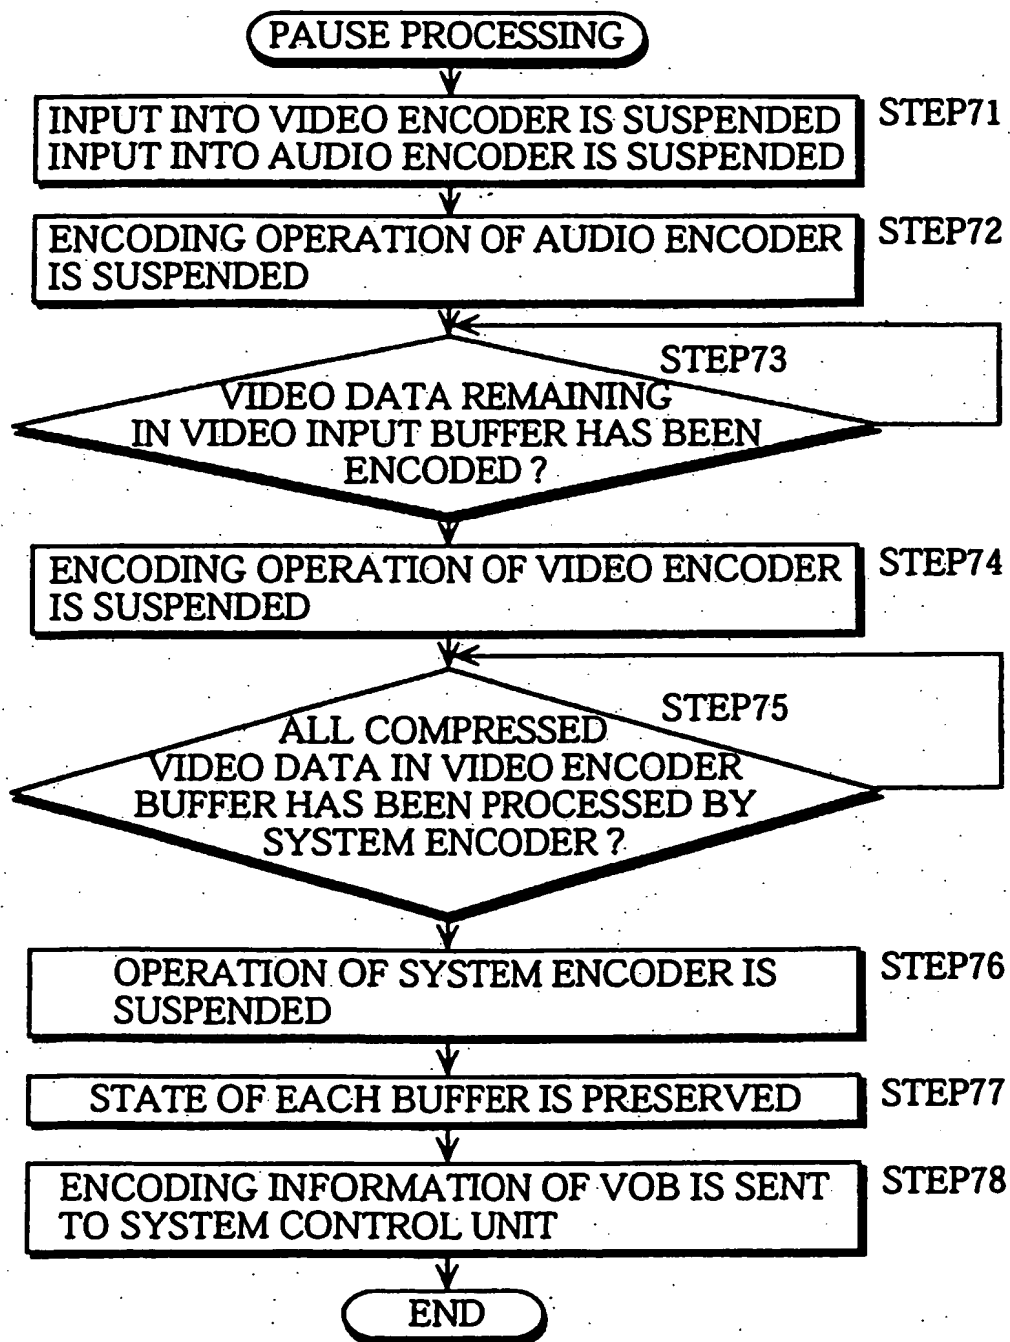 PAUSE PROCESSING
INPUT INTO VIDEO ENCODER IS SUSPENDED
INPUT INTO AUDIO ENCODER IS SUSPENDED
STEP71
ENCODING OPERATION OF AUDIO ENCODER
IS SUSPENDED
STEP72
STEP73
VIDEO DATA REMAINING
IN VIDEO INPUT BUFFER HAS BEEN
ENCODED ?
ENCODING OPERATION OF VIDEO ENCODER
IS SUSPENDED
STEP74
STEP75
ALL COMPRESSED
VIDEO DATA IN VIDEO ENCODER
BUFFER HAS BEEN PROCESSED BY
SYSTEM ENCODER ?
OPERATION OF SYSTEM ENCODER IS
SUSPENDED
STEP76
STATE OF EACH BUFFER IS PRESERVED
STEP77
ENCODING INFORMATION OF VOB IS SENT
TO SYSTEM CONTROL UNIT
STEP78
END